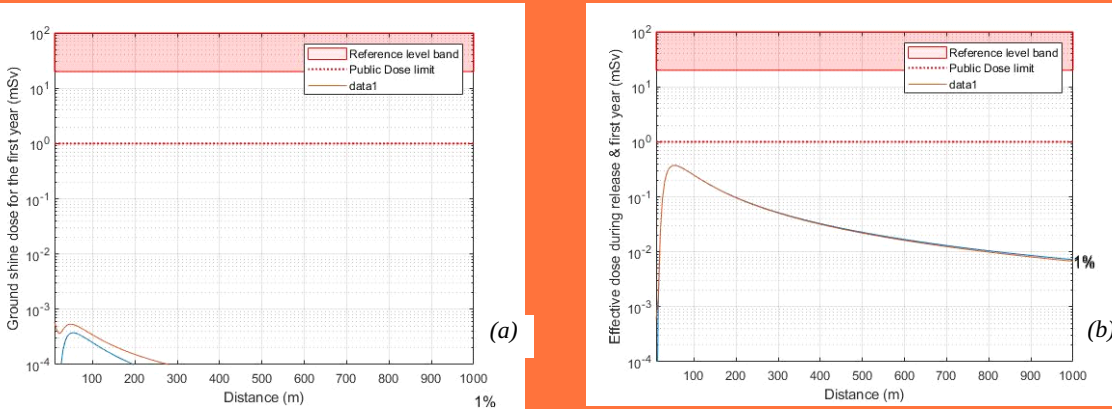 Ground shine dose for the first year (mSv)
10^2
10^1
10^0
10^-1
10^-2
10^-3
10^-4
Reference level band
Public Dose limit
data1
(a)
100 200 300 400 500 600 700 800 900 1000
Distance (m)
1%
Effective dose during release & first year (mSv)
10^2
10^1
10^0
10^-1
10^-2
10^-3
10^-4
Reference level band
Public Dose limit
data1
1%
(b)
100 200 300 400 500 600 700 800 900 1000
Distance (m)